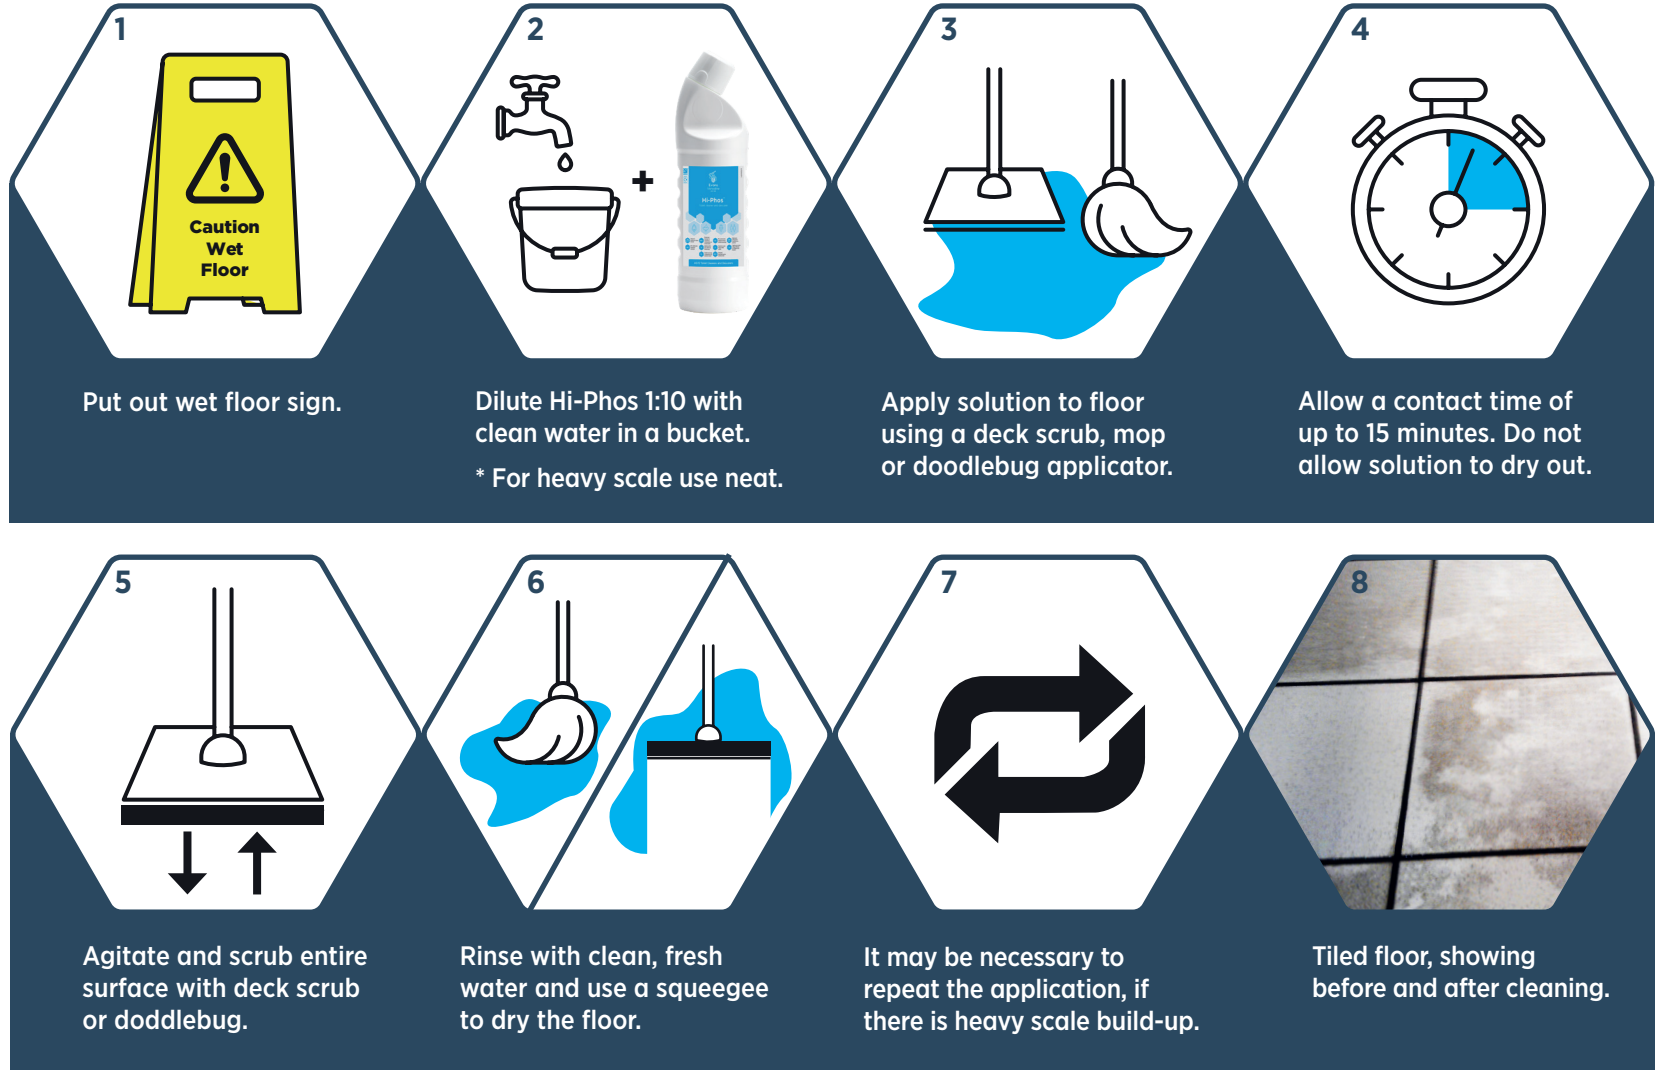 1
Caution
Wet
Floor
Put out wet floor sign.
2
+
Hi-Phos
Dilute Hi-Phos 1:10 with
clean water in a bucket.
* For heavy scale use neat.
3
Apply solution to floor
using a deck scrub, mop
or doodlebug applicator.
4
Allow a contact time of
up to 15 minutes. Do not
allow solution to dry out.
5
Agitate and scrub entire
surface with deck scrub
or doddlebug.
6
Rinse with clean, fresh
water and use a squeegee
to dry the floor.
7
It may be necessary to
repeat the application, if
there is heavy scale build-up.
8
Tiled floor, showing
before and after cleaning.